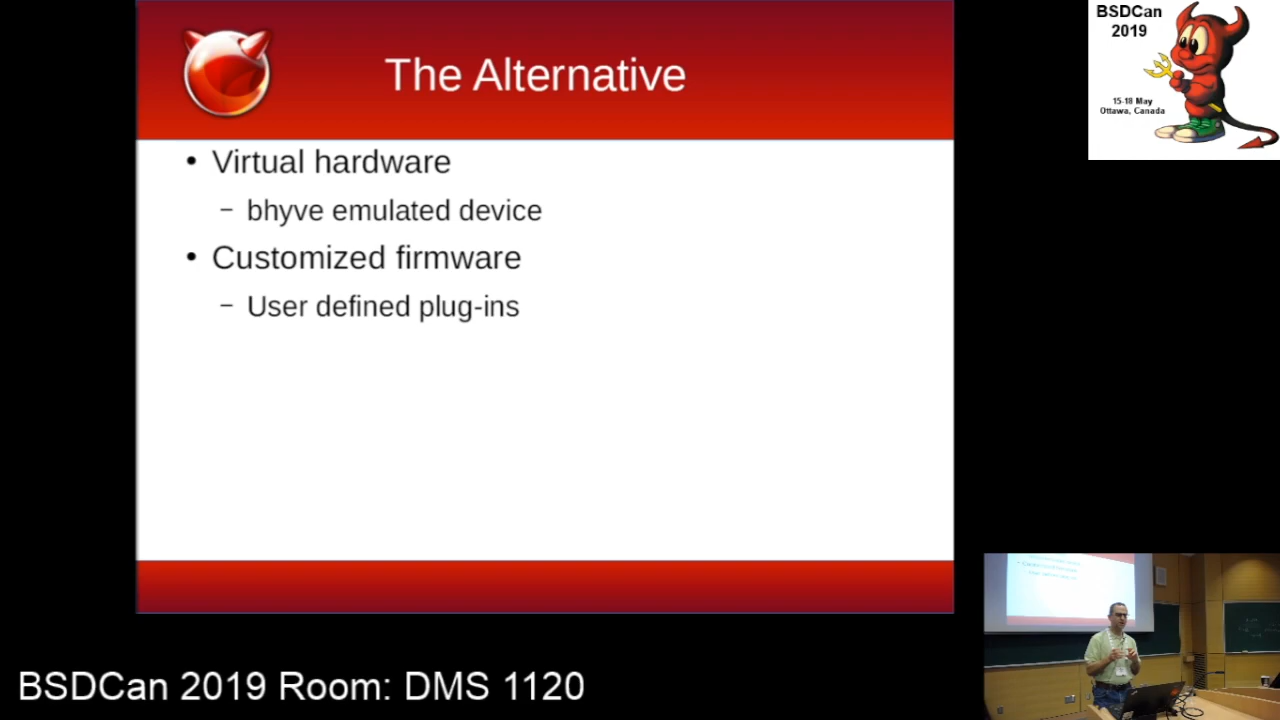 The Alternative
• Virtual hardware
– bhyve emulated device
• Customized firmware
– User defined plug-ins
BSDCan
2019
15-18 May
Ottawa, Canada
BSDCan 2019 Room: DMS 1120